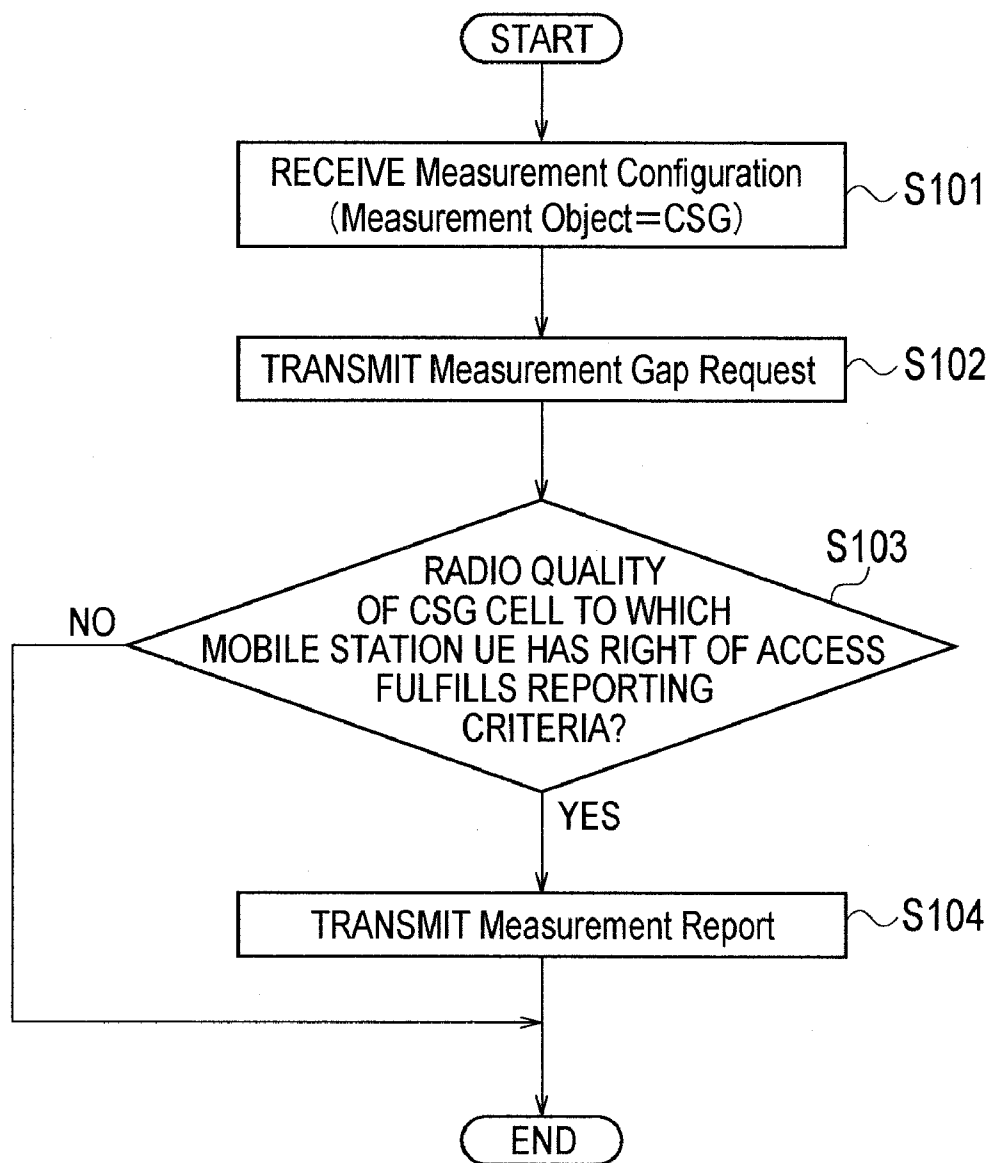 START
RECEIVE Measurement Configuration
(Measurement Object=CSG)
S101
TRANSMIT Measurement Gap Request
S102
S103
RADIO QUALITY
OF CSG CELL TO WHICH
MOBILE STATION UE HAS RIGHT OF ACCESS
FULFILLS REPORTING
CRITERIA?
NO
YES
TRANSMIT Measurement Report
S104
END